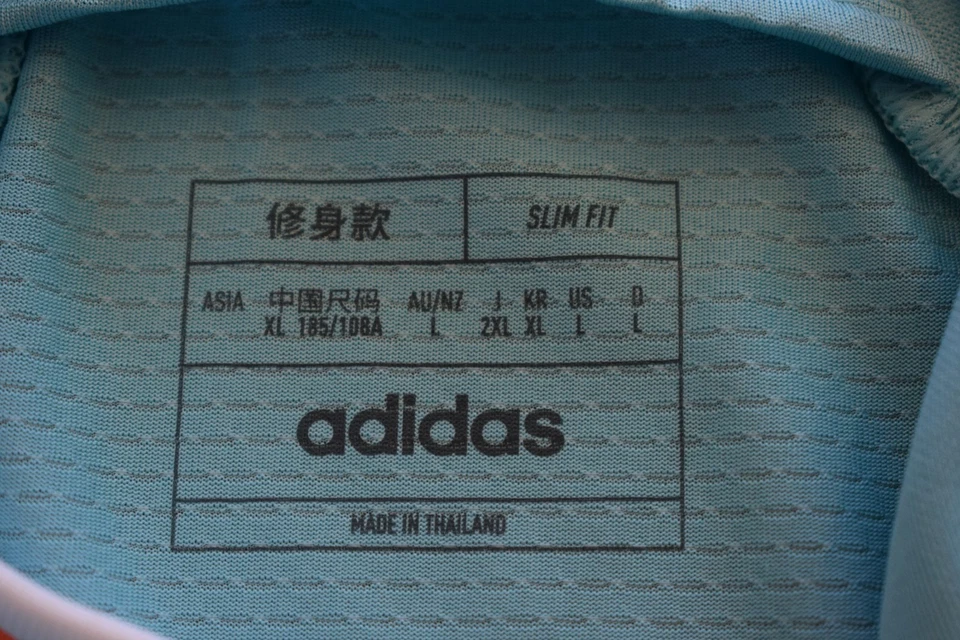 修身款 SLIM FIT
ASIA 中国尺码 AU/NZ J KR US D
XL 185/108A L 2XL XL L L
adidas
MADE IN THAILAND